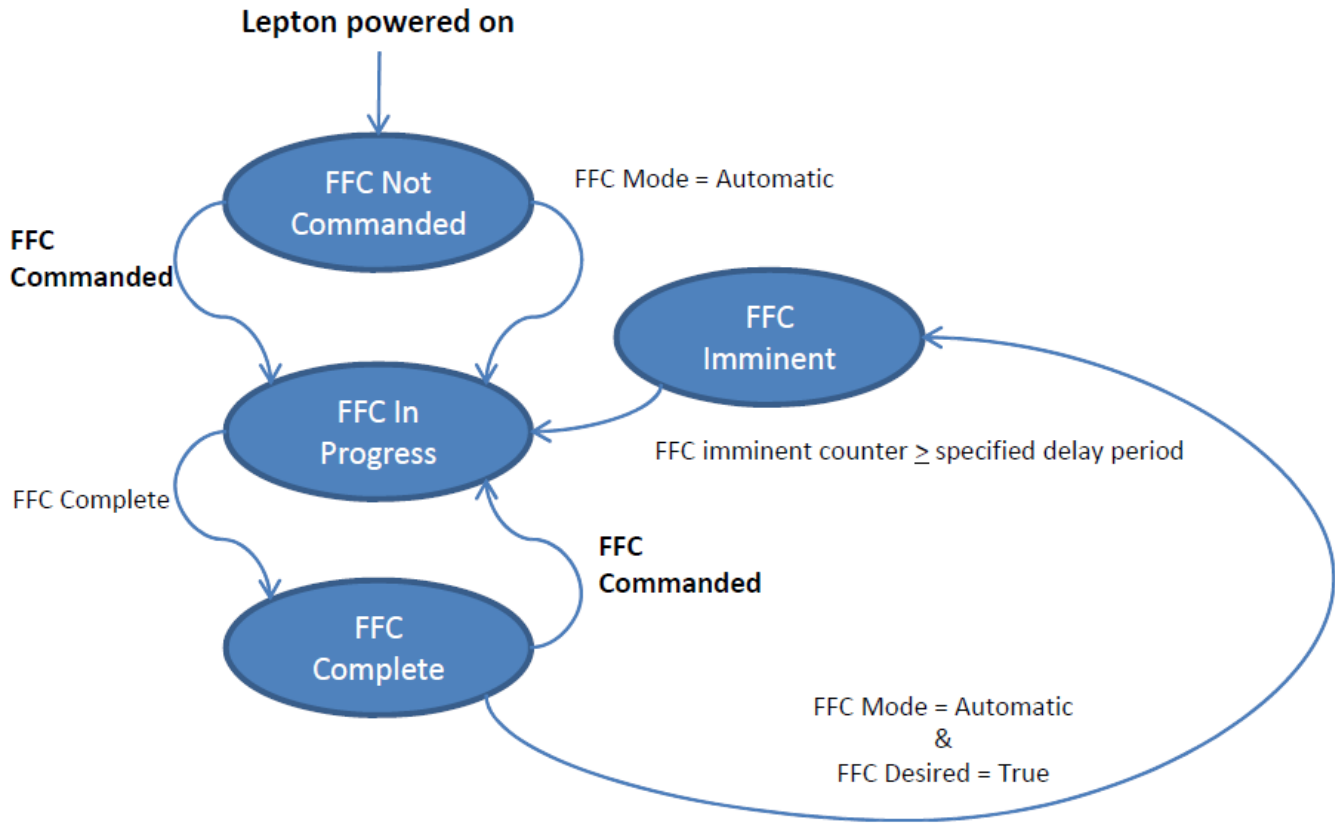 Lepton powered on
FFC Not
Commanded
FFC Mode = Automatic
FFC
Commanded
FFC
Imminent
FFC In
Progress
FFC imminent counter ≥ specified delay period
FFC Complete
FFC
Commanded
FFC
Complete
FFC Mode = Automatic
&
FFC Desired = True